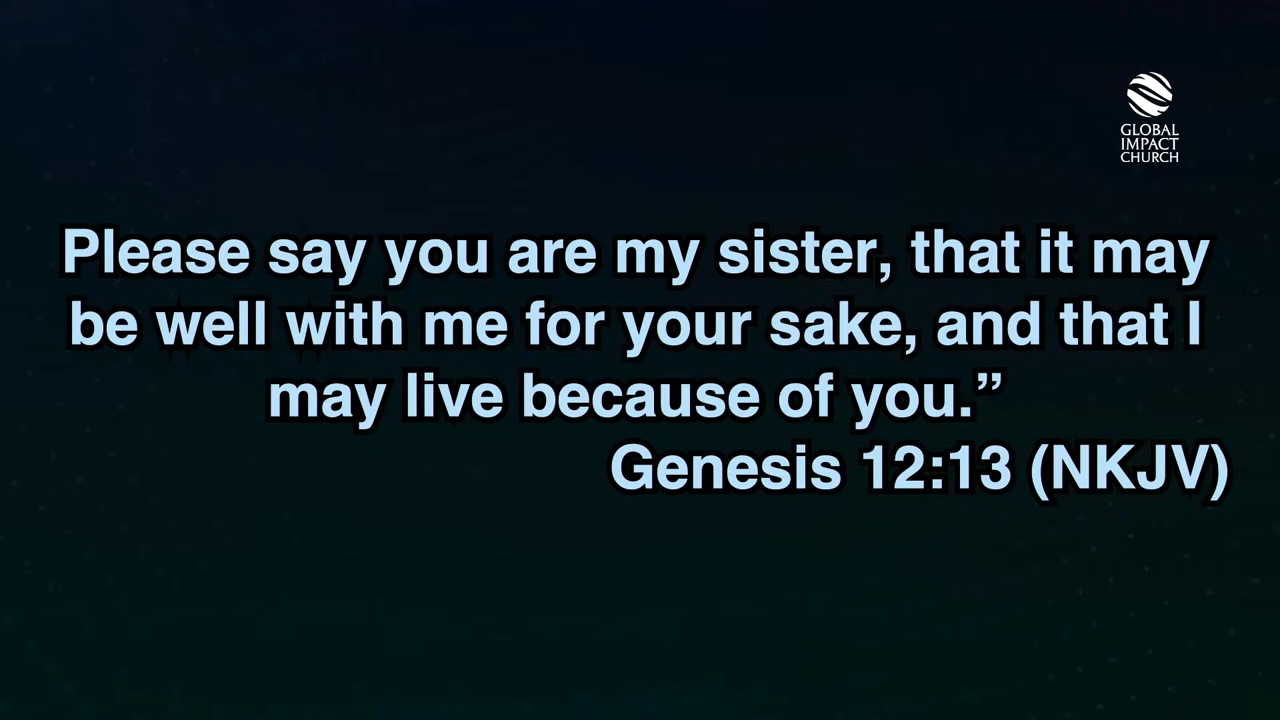 GLOBAL
IMPACT
CHURCH
Please say you are my sister, that it may
be well with me for your sake, and that I
may live because of you.”
Genesis 12:13 (NKJV)